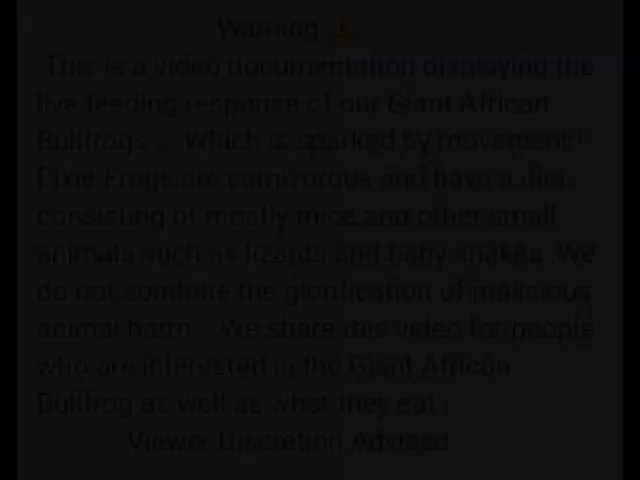 Warning ⚠
This is a video documentation displaying the
live feeding response of our Giant African
Bullfrogs ... Which is sparked by movement !
Pixie Frogs are carnivorous and have a diet
consisting of mostly mice and other small
animals such as lizards and baby snakes. We
do not condone the glorification of malicious
animal harm .. We share this video for people
who are interested in the Giant African
Bullfrog as well as what they eat .
Viewer Discretion Advised